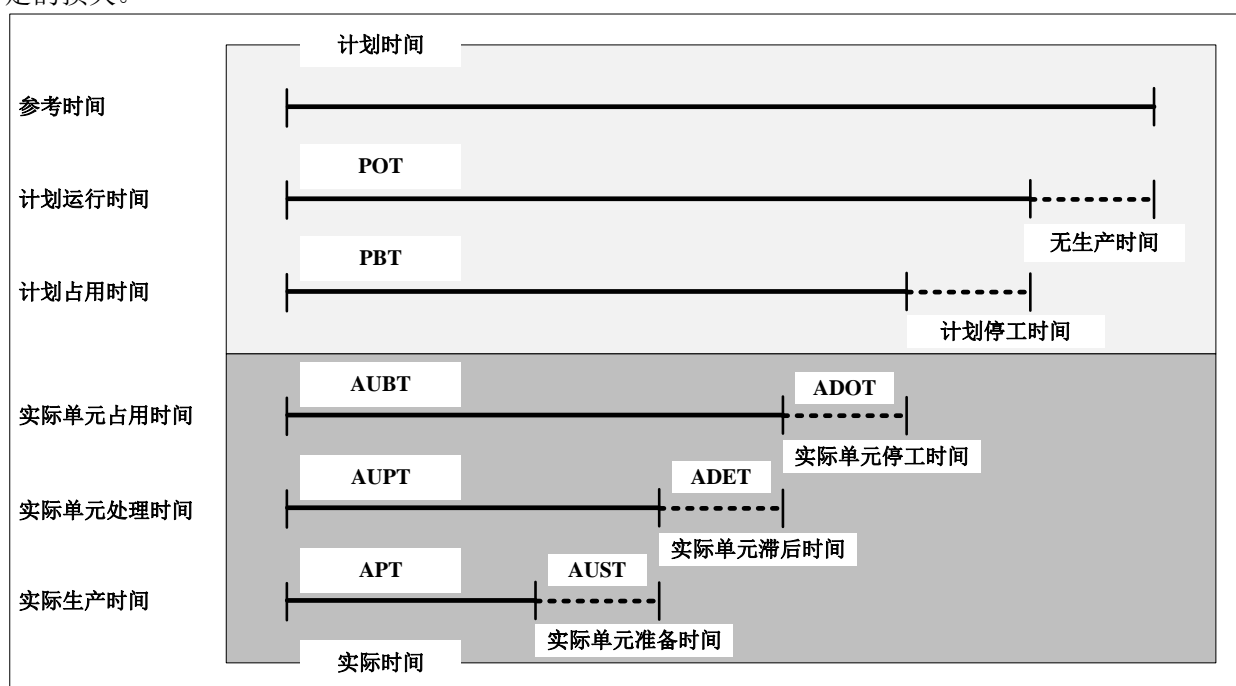 计划时间
参考时间
POT
计划运行时间
无生产时间
PBT
计划占用时间
计划停工时间
AUBT
ADOT
实际单元占用时间
实际单元停工时间
AUPT
ADET
实际单元处理时间
实际单元滞后时间
APT
AUST
实际生产时间
实际单元准备时间
实际时间